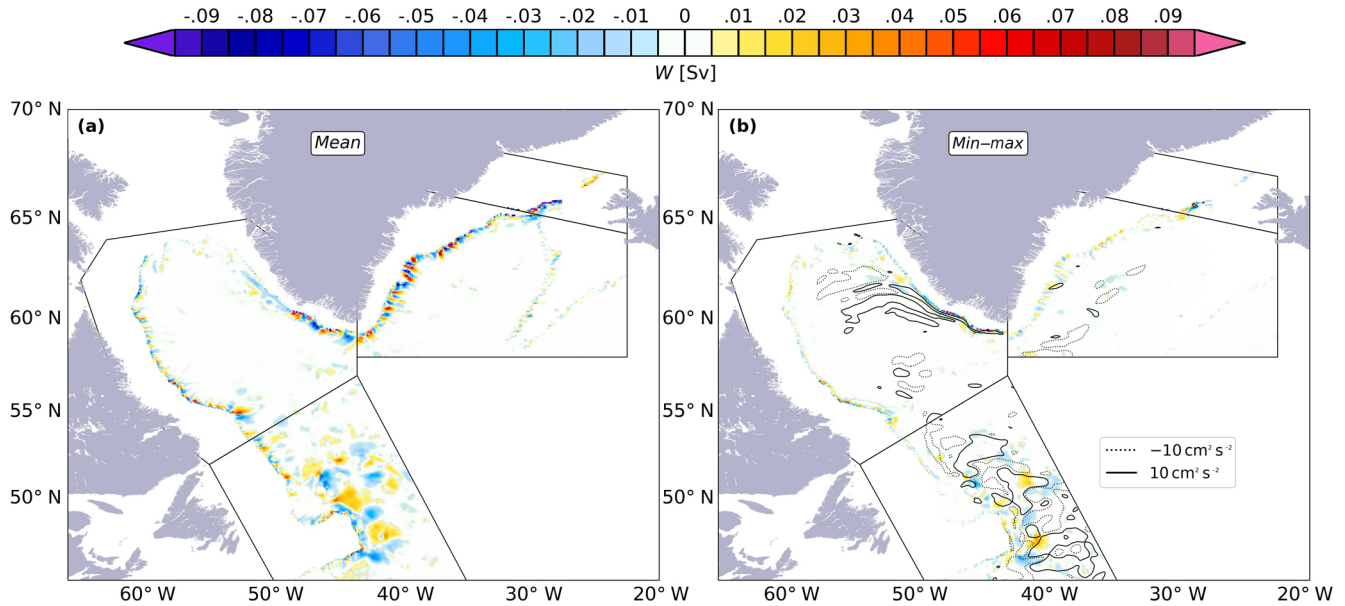 -.09 -.08 -.07 -.06 -.05 -.04 -.03 -.02 -.01 0 .01 .02 .03 .04 .05 .06 .07 .08 .09
W [Sv]
70° N (a) Mean 70° N (b) Min–max
65° N 65° N
60° N 60° N
55° N 55° N
−10 cm² s⁻²
10 cm² s⁻²
50° N 50° N
60° W 50° W 40° W 30° W 20° W 60° W 50° W 40° W 30° W 20° W